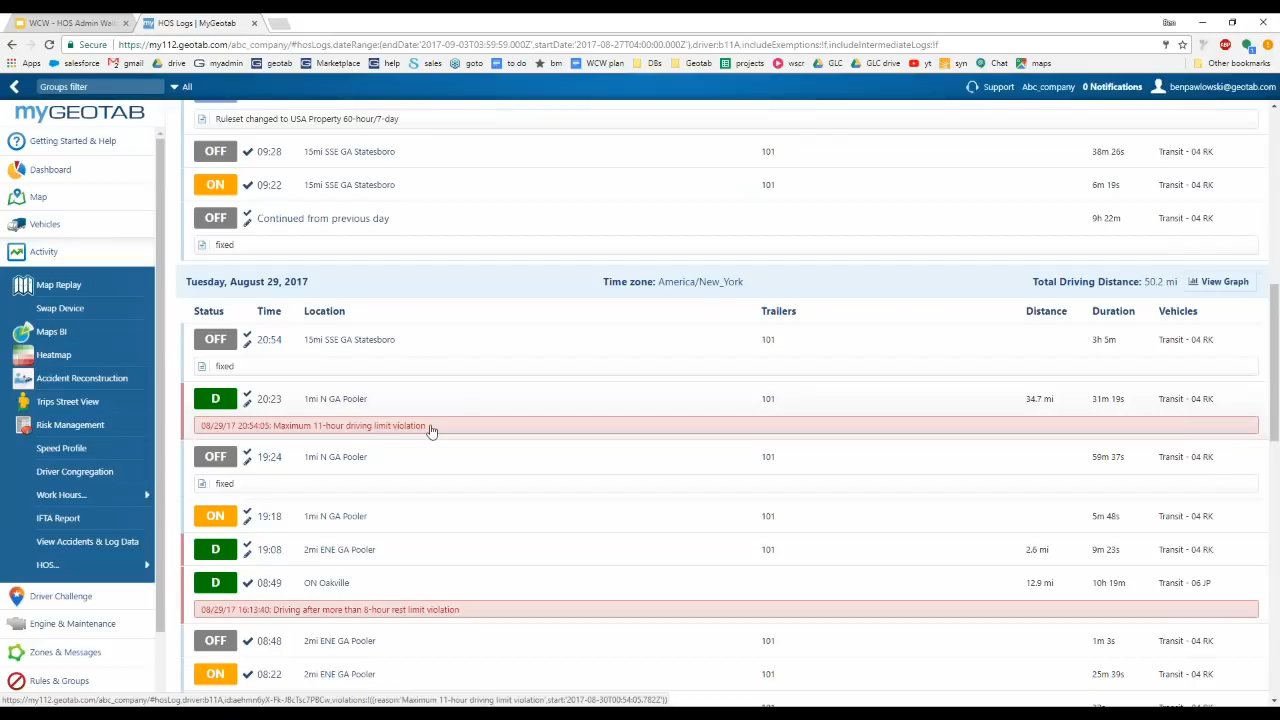 WCW - HOS Admin Wal
HOS Logs | MyGeotab
Ben
Secure https://my112.geotab.com/abc_company/#hosLogs,dateRange:(endDate:'2017-09-03T03:59:59.000Z',startDate:'2017-08-27T04:00:00.000Z'),driver:b11A,includeExemptions:!f,includeIntermediateLogs:!f
Apps salesforce gmail drive myadmin geotab Marketplace help sales goto to do bm WCW plan DBs Geotab projects wscr GLC GLC drive yt syn Chat maps Other bookmarks
Groups filter All Support Abc_company 0 Notifications benpawlowski@geotab.com
myGEOTAB
Getting Started & Help
Dashboard
Map
Vehicles
Activity
Map Replay
Swap Device
Maps BI
Heatmap
Accident Reconstruction
Trips Street View
Risk Management
Speed Profile
Driver Congregation
Work Hours...
IFTA Report
View Accidents & Log Data
HOS...
Driver Challenge
Engine & Maintenance
Zones & Messages
Rules & Groups
Ruleset changed to USA Property 60-hour/7-day
OFF 09:28 15mi SSE GA Statesboro 101 38m 26s Transit - 04 RK
ON 09:22 15mi SSE GA Statesboro 101 6m 19s Transit - 04 RK
OFF Continued from previous day 9h 22m Transit - 04 RK
fixed
Tuesday, August 29, 2017 Time zone: America/New_York Total Driving Distance: 50.2 mi View Graph
Status Time Location Trailers Distance Duration Vehicles
OFF 20:54 15mi SSE GA Statesboro 101 3h 5m Transit - 04 RK
fixed
D 20:23 1mi N GA Pooler 101 34.7 mi 31m 19s Transit - 04 RK
08/29/17 20:54:05: Maximum 11-hour driving limit violation
OFF 19:24 1mi N GA Pooler 101 59m 37s Transit - 04 RK
fixed
ON 19:18 1mi N GA Pooler 101 5m 48s Transit - 04 RK
D 19:08 2mi ENE GA Pooler 101 2.6 mi 9m 23s Transit - 04 RK
D 08:49 ON Oakville 12.9 mi 10h 19m Transit - 06 JP
08/29/17 16:13:40: Driving after more than 8-hour rest limit violation
OFF 08:48 2mi ENE GA Pooler 101 1m 3s Transit - 04 RK
ON 08:22 2mi ENE GA Pooler 101 25m 39s Transit - 04 RK